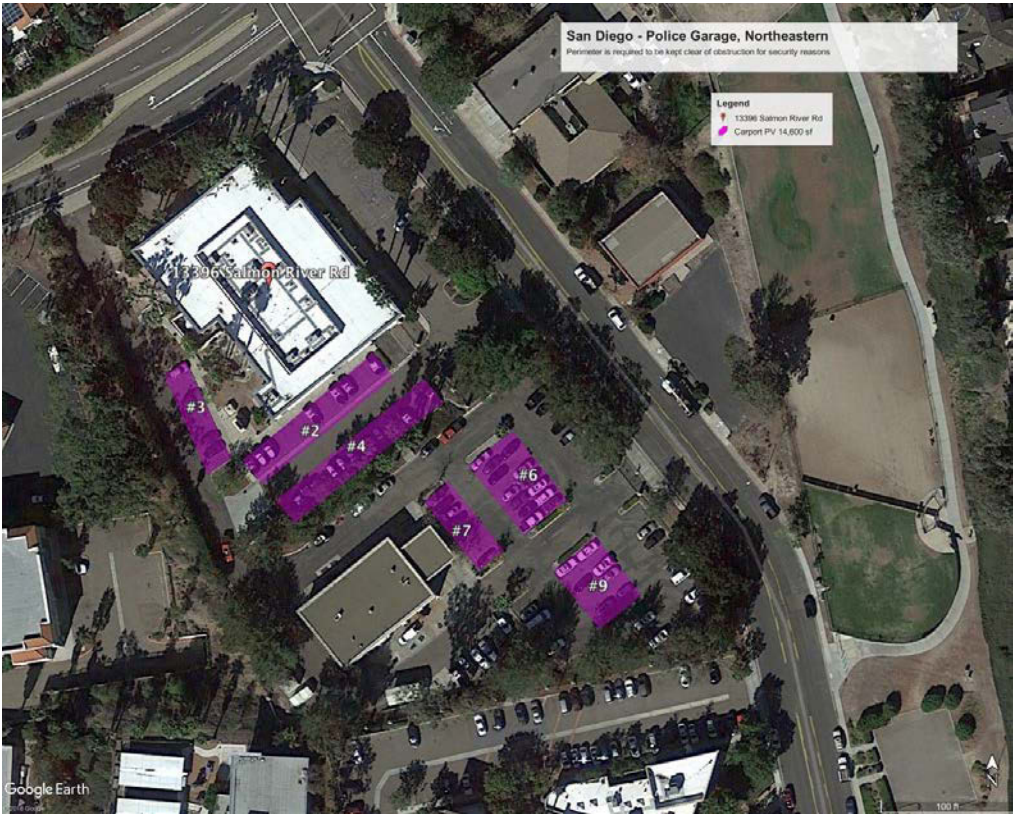 San Diego - Police Garage, Northeastern
Perimeter is required to be kept clear of obstruction for security reasons
Legend
13396 Salmon River Rd
Carport PV 14,600 sf
13396 Salmon River Rd
#3
#2
#4
#6
#7
#9
Google Earth
100 ft